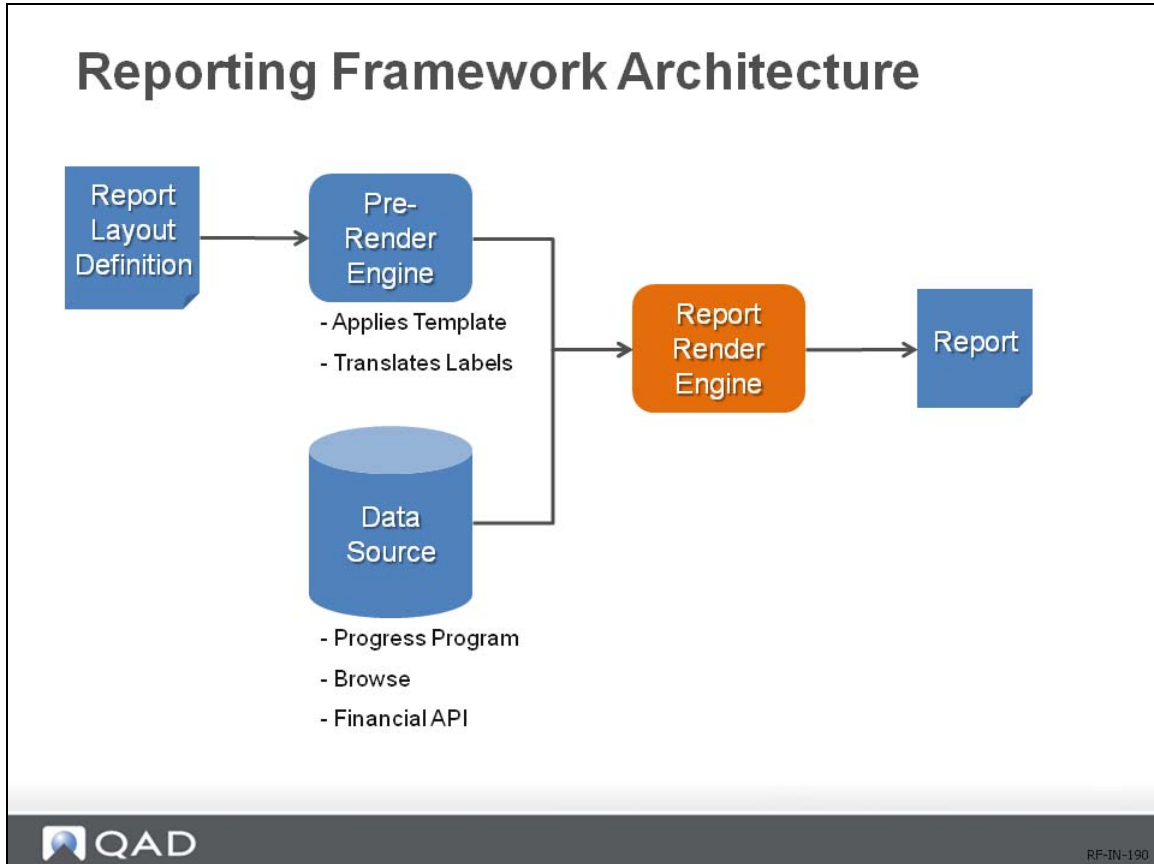 Reporting Framework Architecture
Report
Layout
Definition
Pre-
Render
Engine
- Applies Template
- Translates Labels
Report
Render
Engine
Report
Data
Source
- Progress Program
- Browse
- Financial API
QAD
RF-IN-190